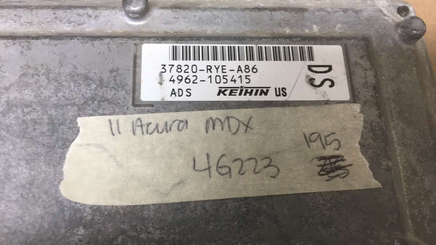 37820-RYE-A86
4962-105415
ADS KEIHIN US
DS
11 Acura MDX
195
4G223